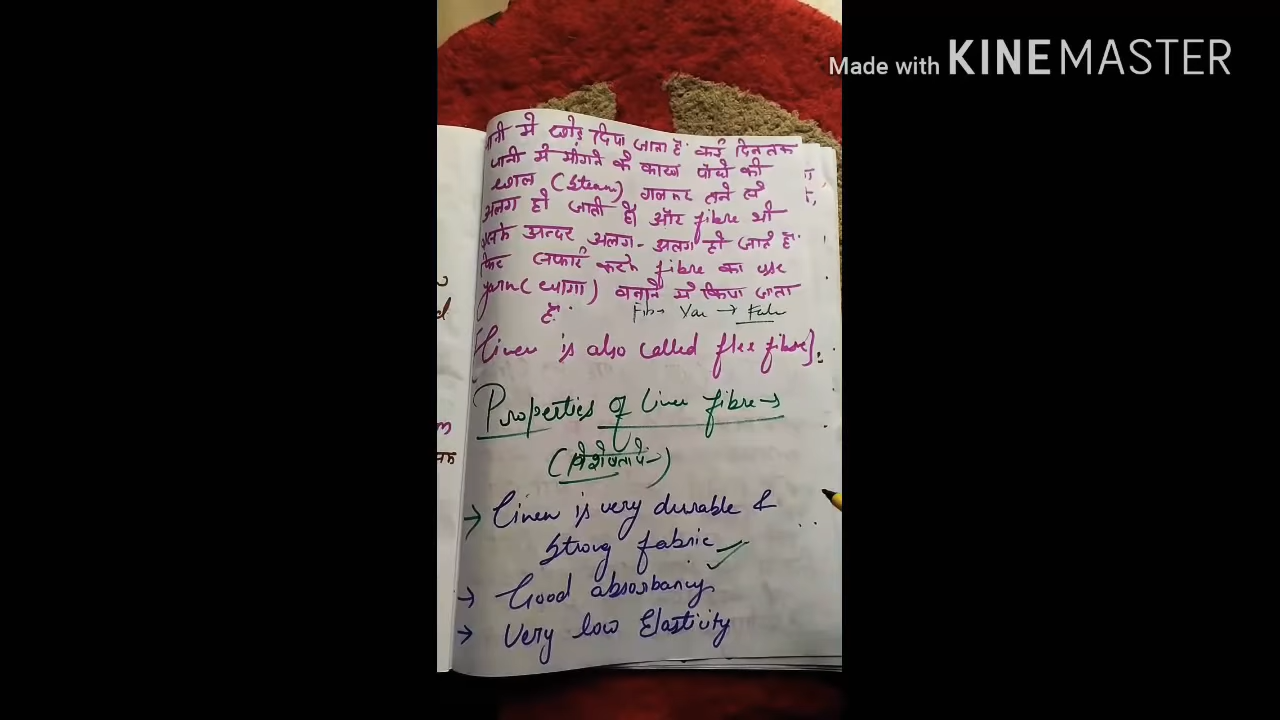 Made with KINEMASTER
पानी में छोड़ दिया जाता है. कई दिन तक
पानी में भीगने के कारण पौधे की
छाल (Steam) गलकर तने से
अलग हो जाती है। और fibre भी
उसके अन्दर अलग-अलग हो जाते है.
फिर सफाई करके fibre का use
yarn (धागा) बनाने में किया जाता
है.
[Linen is also called flex fibre].
Properties of Linen fibre→
(विशेषतायें→)
→ Linen is very durable &
Strong fabric
→ Good absorbancy
→ Very low Elasticity